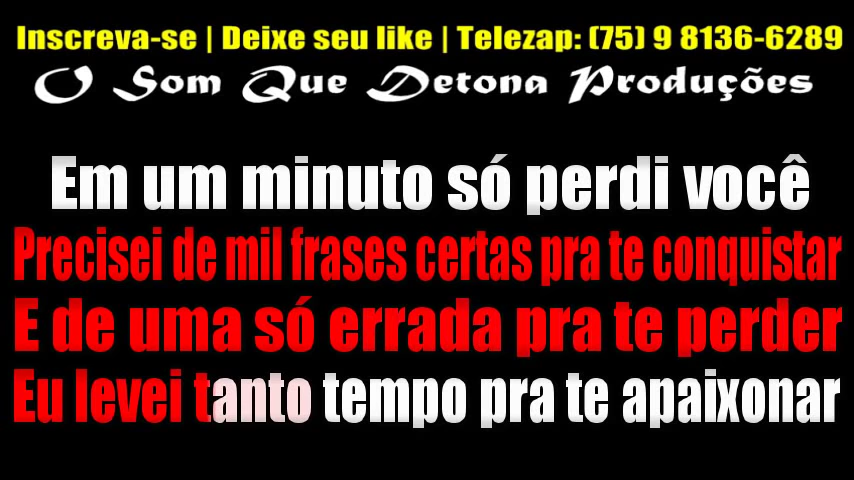 Inscreva-se | Deixe seu like | Telezap: (75) 9 8136-6289
O Som Que Detona Produções
Em um minuto só perdi você
Precisei de mil frases certas pra te conquistar
E de uma só errada pra te perder
Eu levei tanto tempo pra te apaixonar